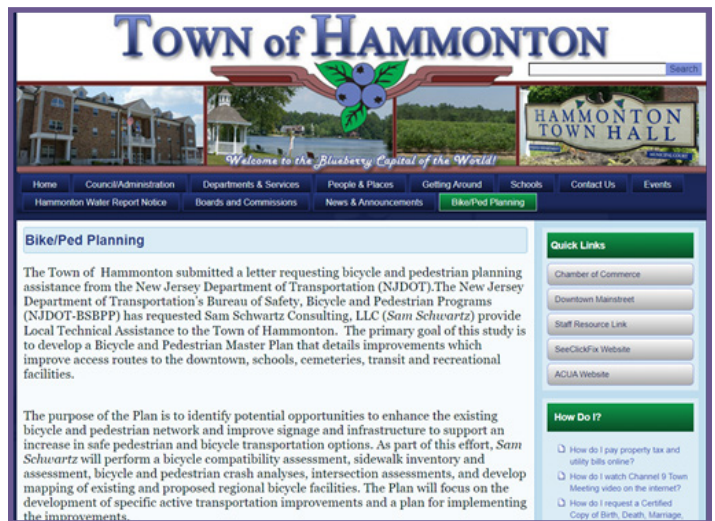 TOWN of HAMMONTON
Search
HAMMONTON
TOWN HALL
Welcome to the Blueberry Capital of the World!
Home Council/Administration Departments & Services People & Places Getting Around Schools Contact Us Events
Hammonton Water Report Notice Boards and Commissions News & Announcements Bike/Ped Planning
Bike/Ped Planning
The Town of  Hammonton submitted a letter requesting bicycle and pedestrian planning
assistance from the New Jersey Department of Transportation (NJDOT).The New Jersey
Department of Transportation's Bureau of Safety, Bicycle and Pedestrian Programs
(NJDOT-BSBPP) has requested Sam Schwartz Consulting, LLC (Sam Schwartz) provide
Local Technical Assistance to the Town of Hammonton.  The primary goal of this study is
to develop a Bicycle and Pedestrian Master Plan that details improvements which
improve access routes to the downtown, schools, cemeteries, transit and recreational
facilities.
The purpose of the Plan is to identify potential opportunities to enhance the existing
bicycle and pedestrian network and improve signage and infrastructure to support an
increase in safe pedestrian and bicycle transportation options. As part of this effort, Sam
Schwartz will perform a bicycle compatibility assessment, sidewalk inventory and
assessment, bicycle and pedestrian crash analyses, intersection assessments, and develop
mapping of existing and proposed regional bicycle facilities. The Plan will focus on the
development of specific active transportation improvements and a plan for implementing
the improvements.
Quick Links
Chamber of Commerce
Downtown Mainstreet
Staff Resource Link
SeeClickFix Website
ACUA Website
How Do I?
How do I pay property tax and
utility bills online?
How do I watch Channel 9 Town
Meeting video on the internet?
How do I request a Certified
Copy of Birth, Death, Marriage,